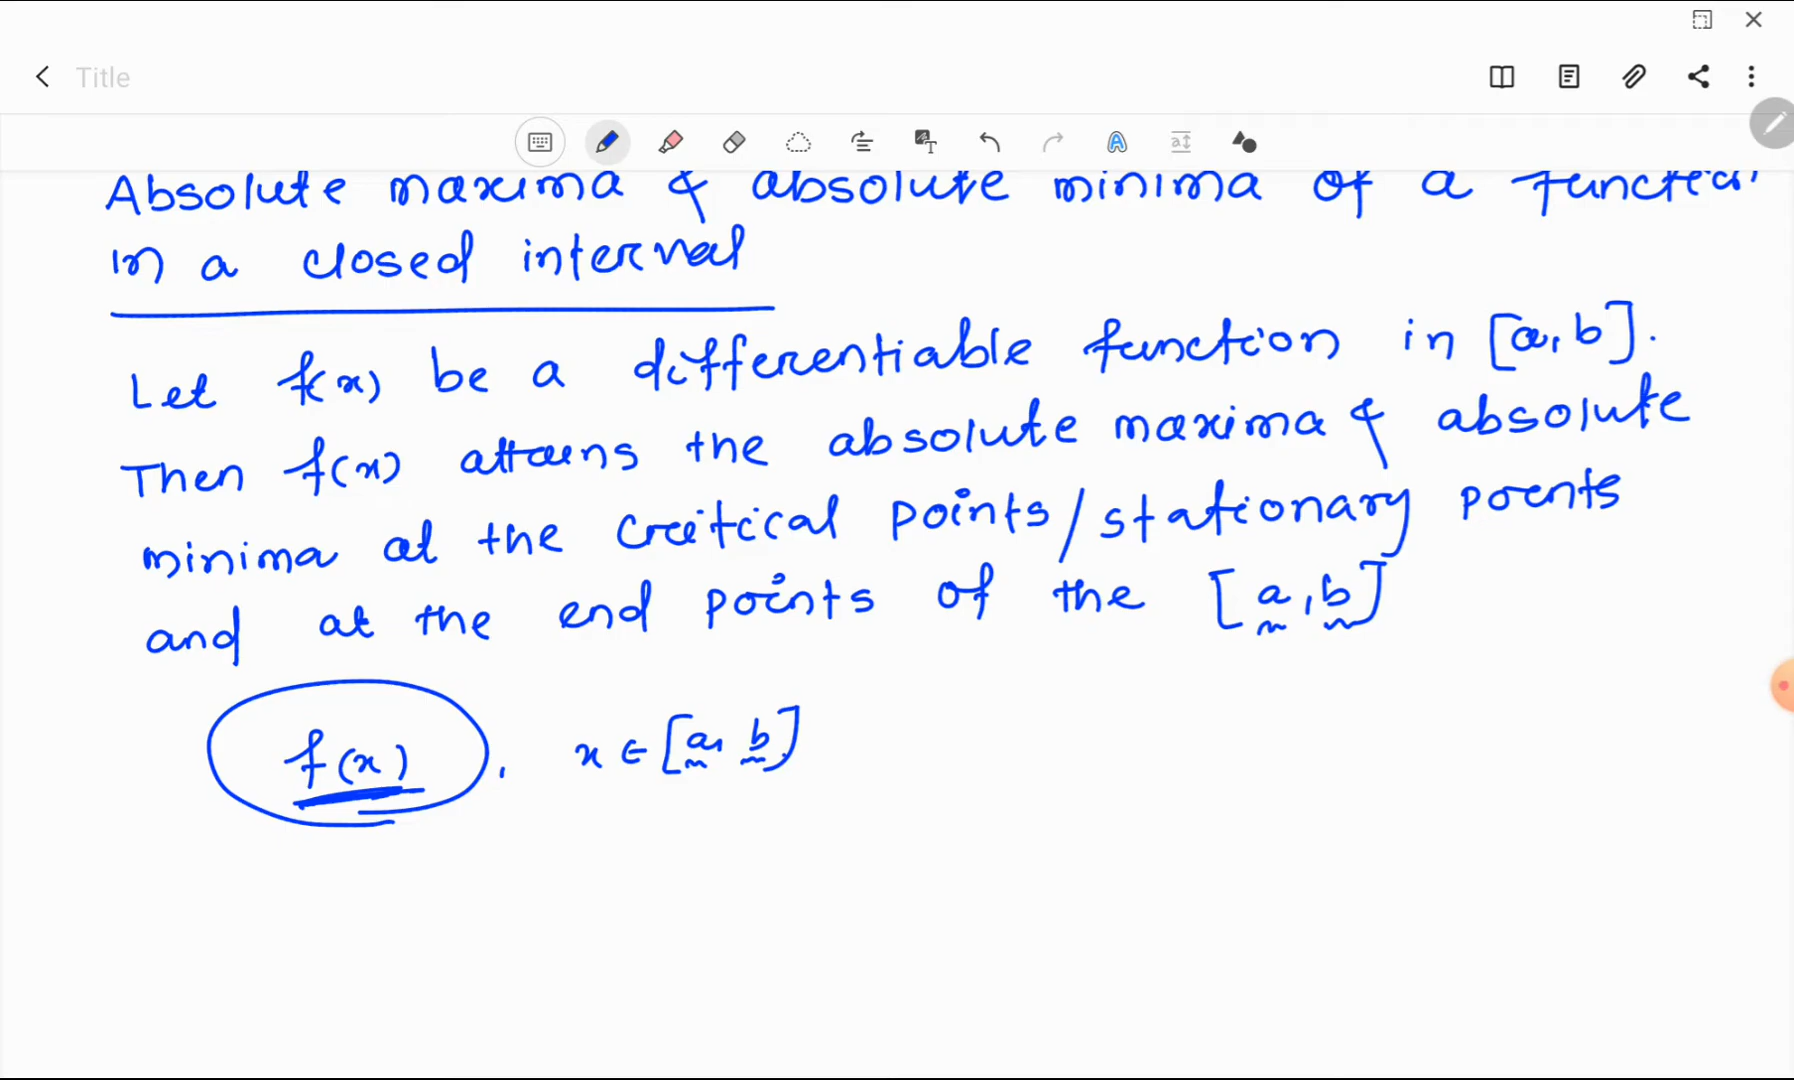 Title
Absolute maxima & absolute minima of a function
in a closed interval
Let f(x) be a differentiable function in [a, b].
Then f(x) attains the absolute maxima & absolute
minima at the critical points/stationary points
and at the end points of the [a, b]
f(x), x ∈ [a, b]